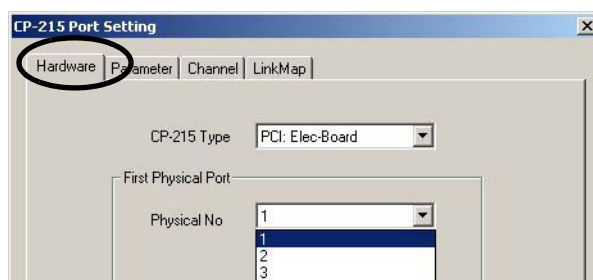 CP-215 Port Setting
Hardware Parameter Channel LinkMap
CP-215 Type PCI: Elec-Board
First Physical Port
Physical No 1
1
2
3